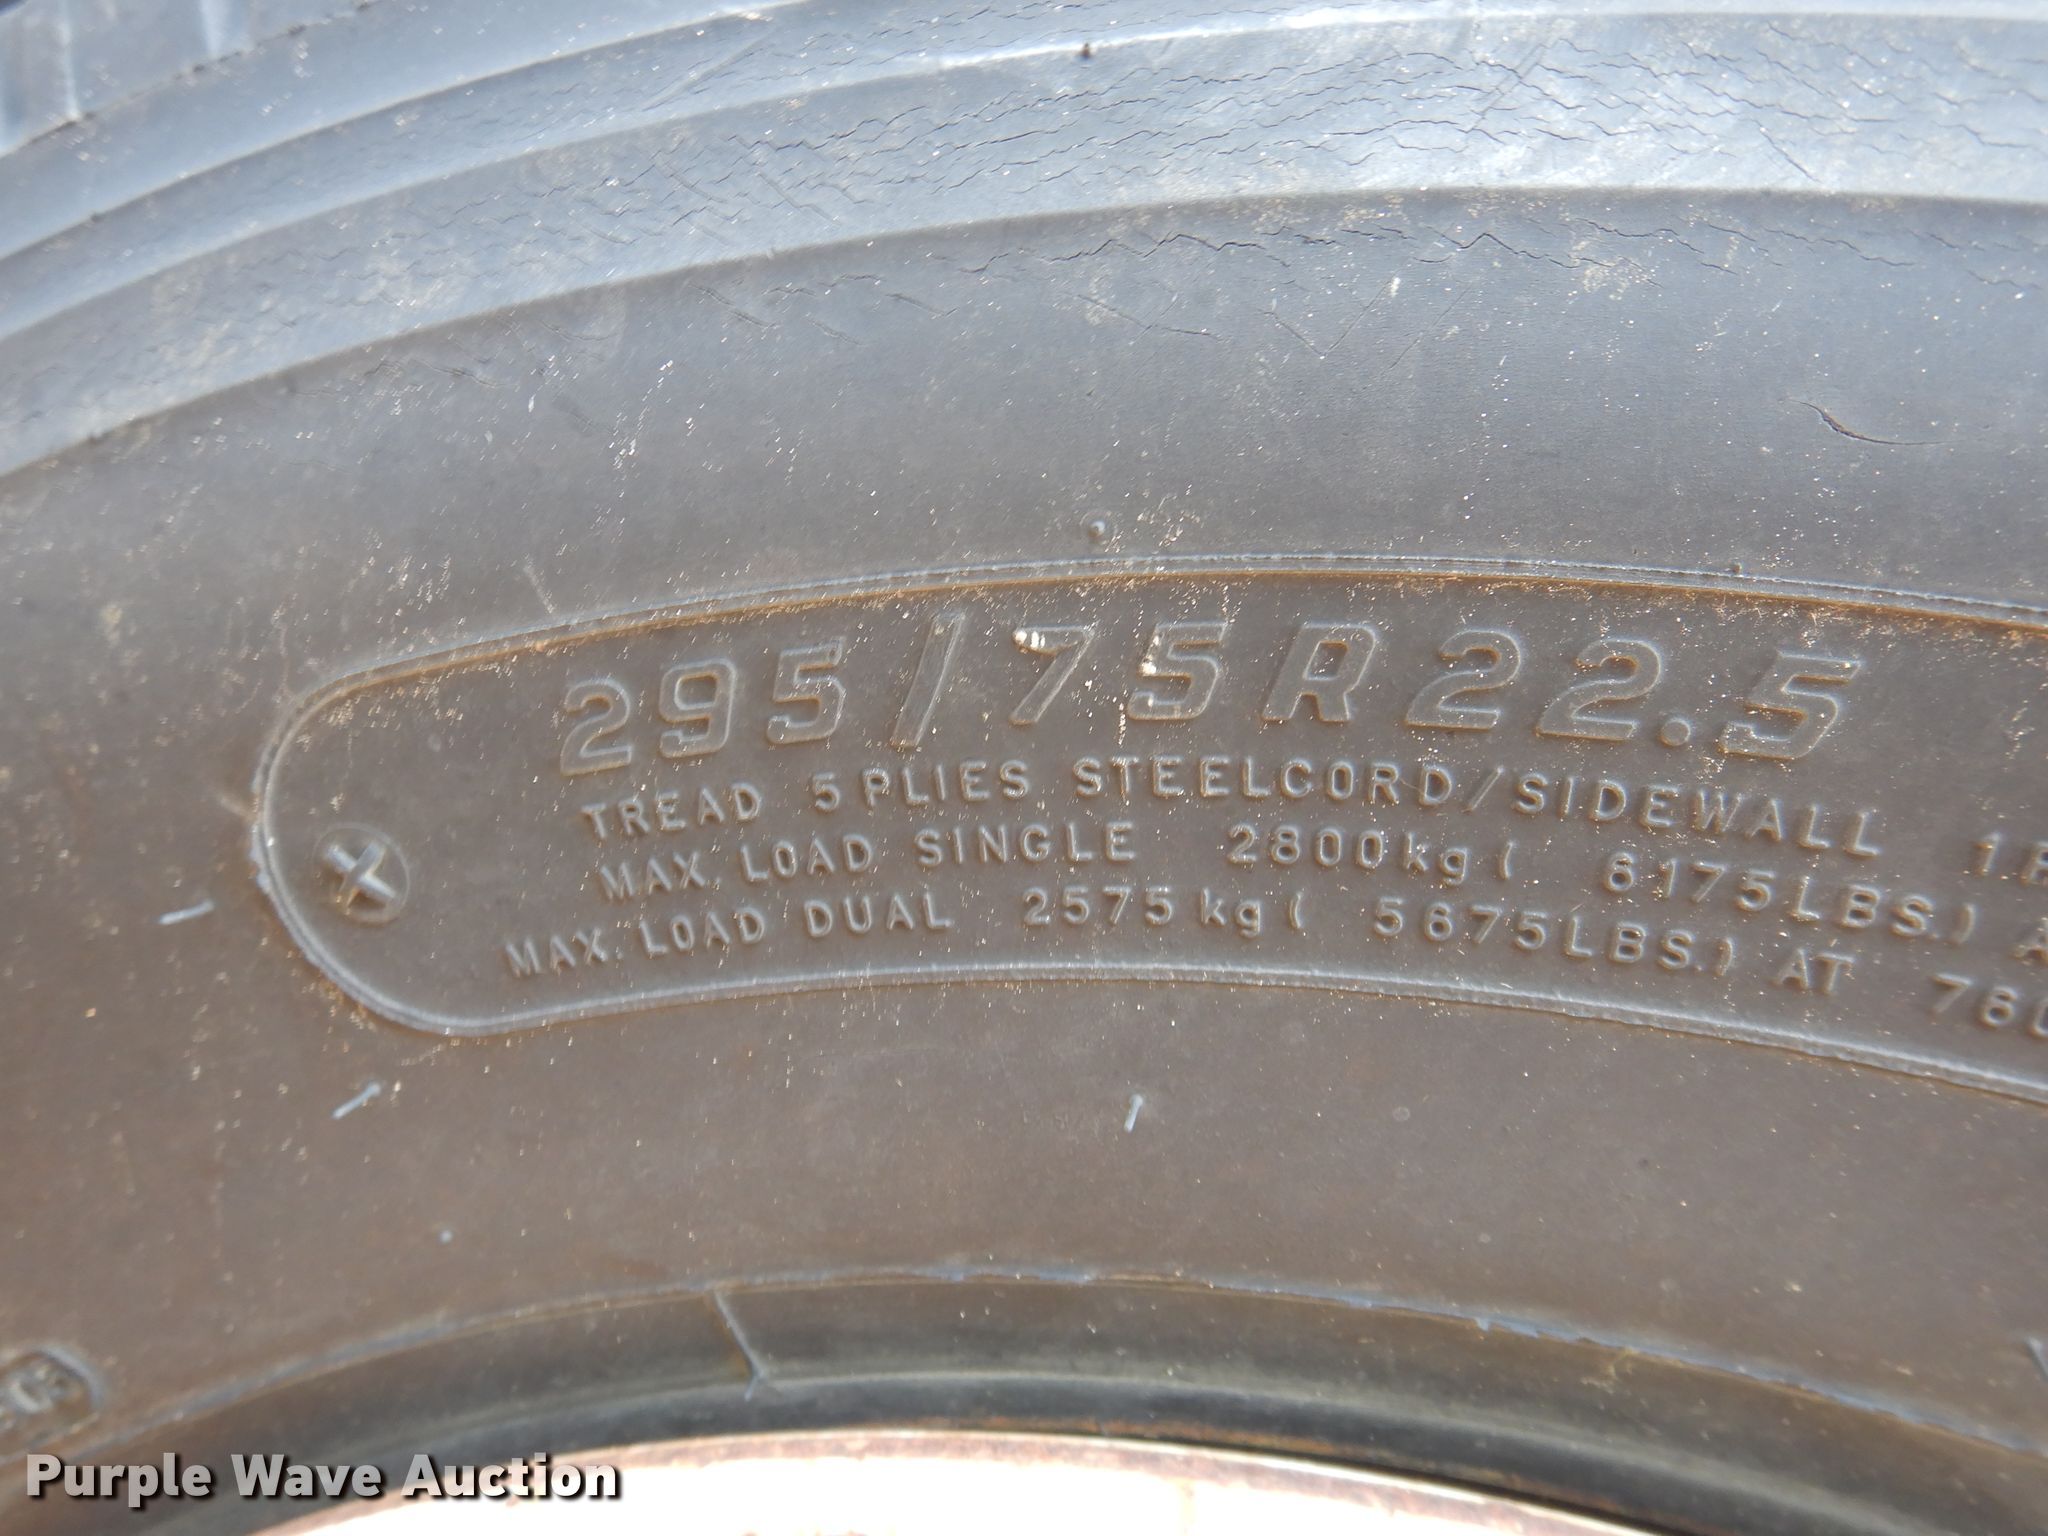 295/75R22.5
TREAD 5 PLIES STEELCORD/SIDEWALL
MAX. LOAD SINGLE 2800kg ( 6175LBS.)
MAX. LOAD DUAL 2575kg ( 5675LBS.) AT
Purple Wave Auction